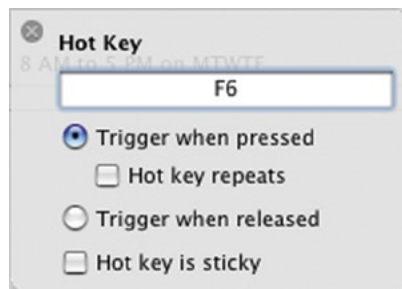 Hot Key
8 AM to 5 PM on MTWTF
F6
Trigger when pressed
Hot key repeats
Trigger when released
Hot key is sticky